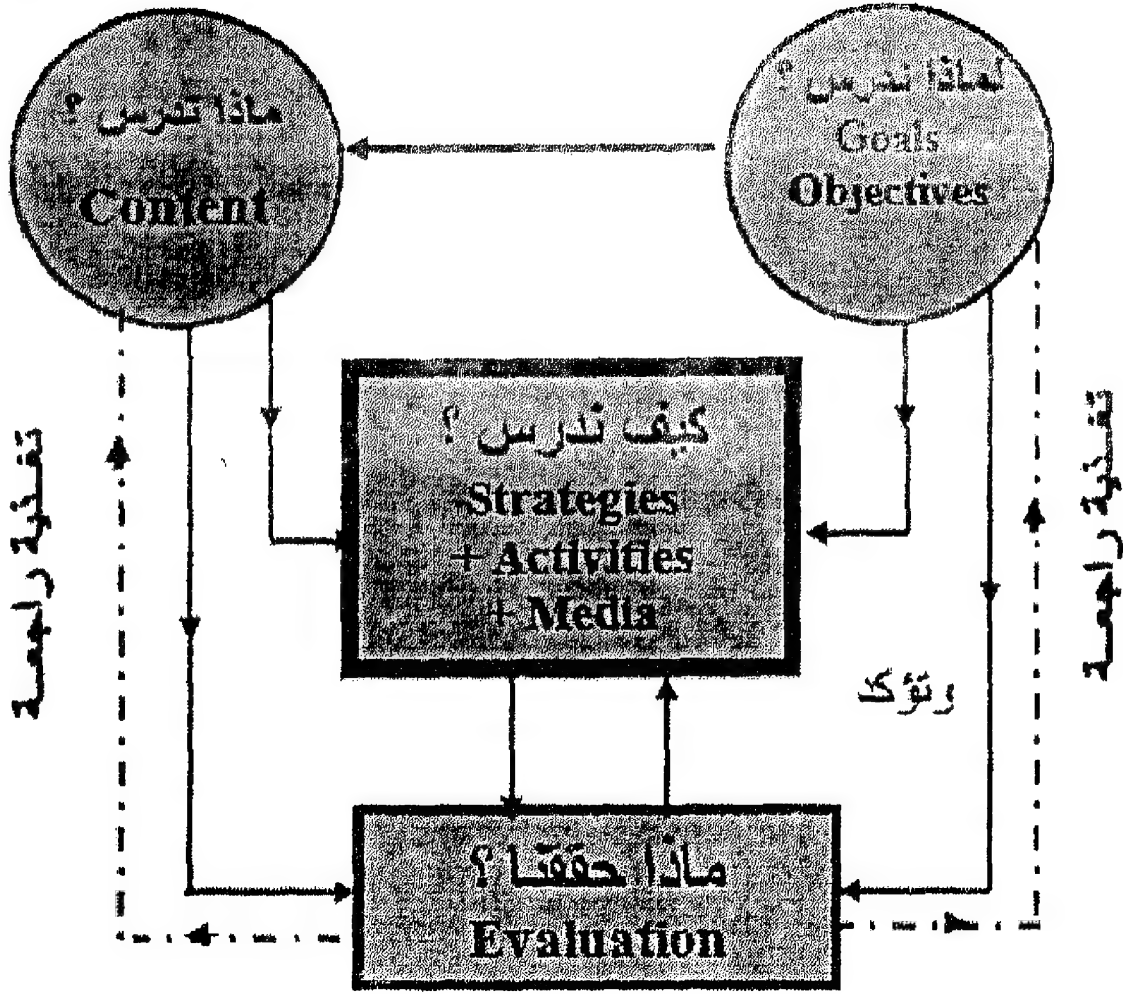 لماذا ندرس ؟
Goals
Objectives
ماذا ندرس ؟
Content
كيف ندرس ؟
Strategies
+ Activities
+ Media
وتؤكد
ماذا حققنا ؟
Evaluation
تغذية راجعة
تغذية راجعة